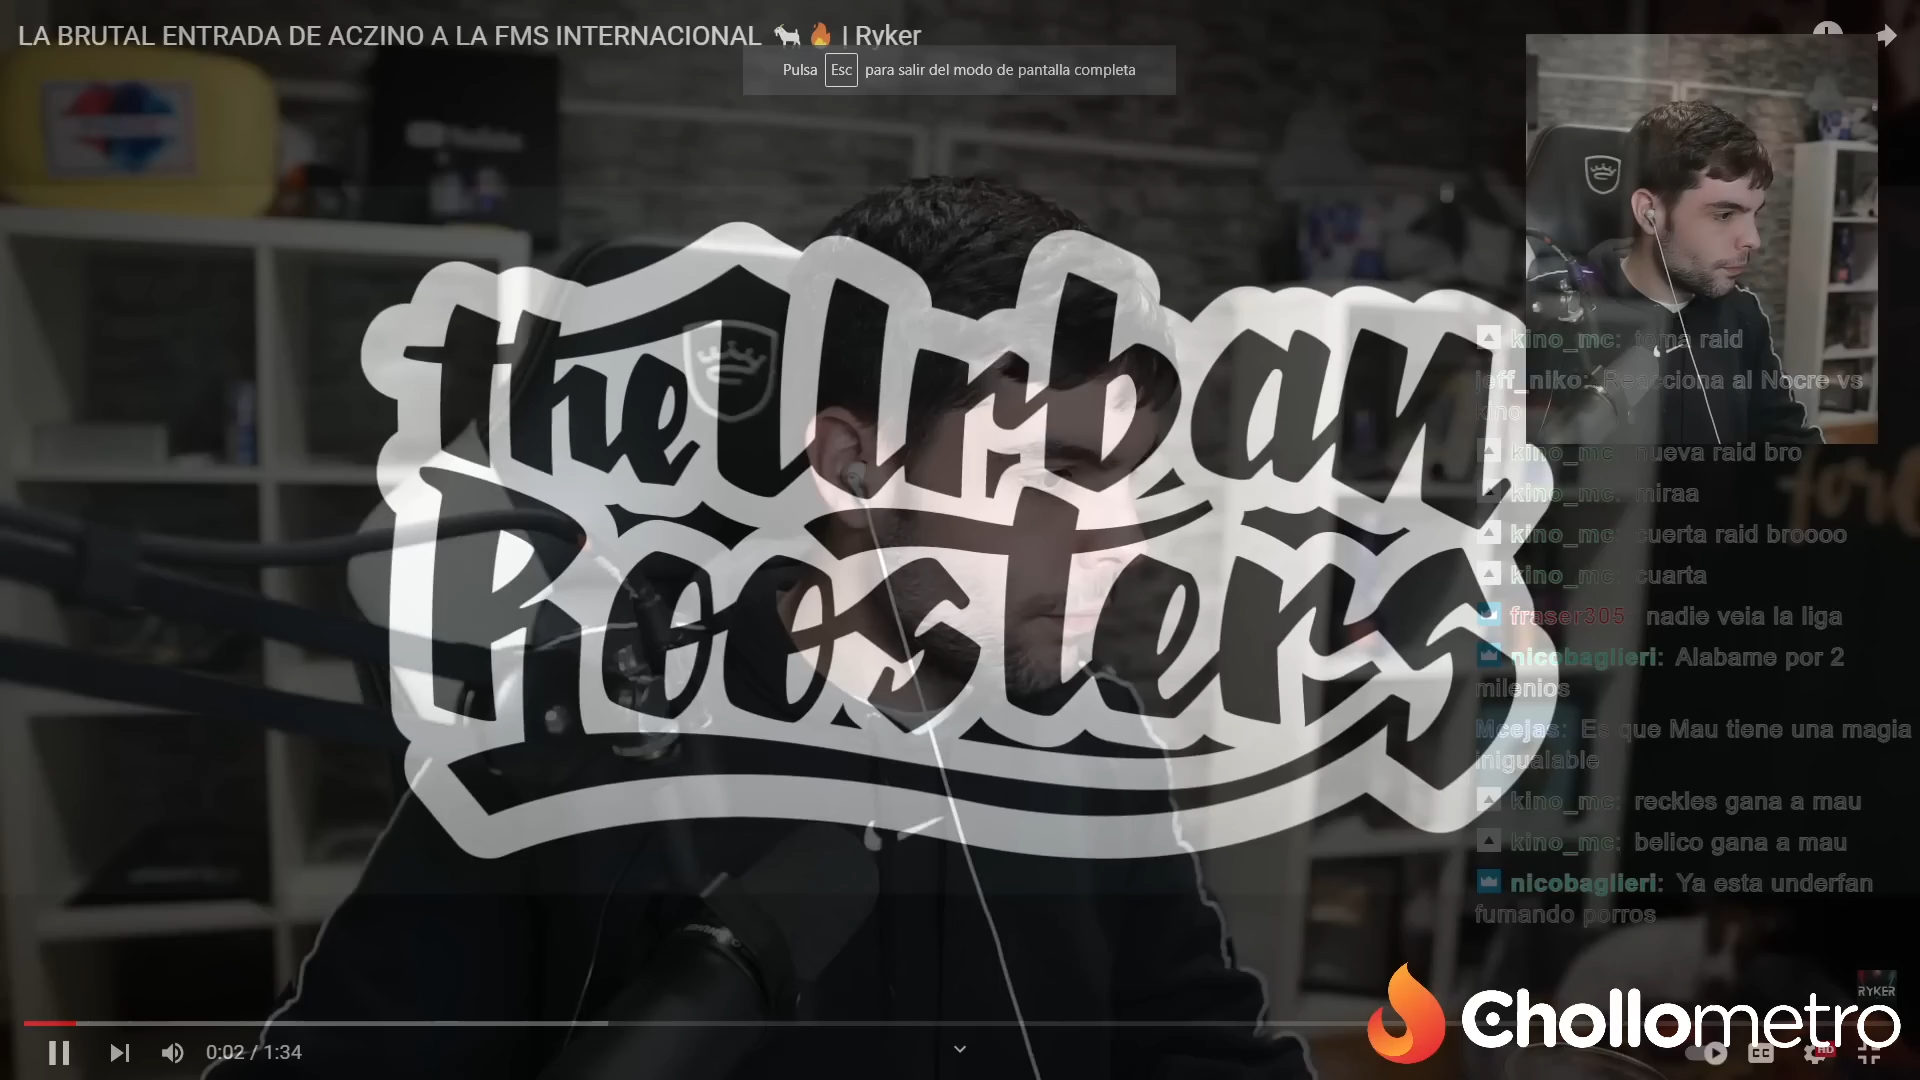 LA BRUTAL ENTRADA DE ACZINO A LA FMS INTERNACIONAL 🐐🔥 | Ryker
Pulsa Esc para salir del modo de pantalla completa
the Urban
Roosters
kino_mc: toma raid
jeff_niko: Reacciona al Nocre vs
kino
kino_mc: nueva raid bro
kino_mc: miraa
kino_mc: cuerta raid broooo
kino_mc: cuarta
fraser305 nadie veia la liga
nicobaglieri: Alabame por 2
milenios
Mcejas: Es que Mau tiene una magia
inigualable
kino_mc: reckles gana a mau
kino_mc: belico gana a mau
nicobaglieri: Ya esta underfan
fumando porros
RYKER
Chollometro
0:02 / 1:34
CC
HD